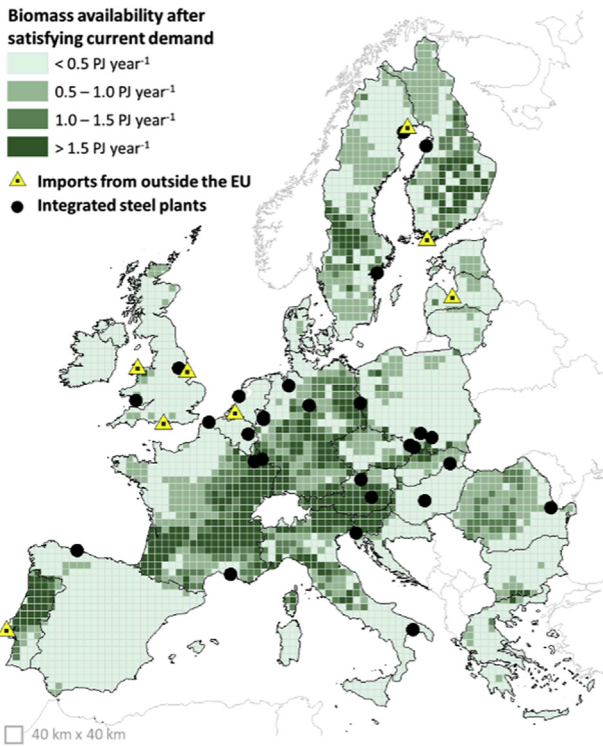 Biomass availability after
satisfying current demand
< 0.5 PJ year⁻¹
0.5 – 1.0 PJ year⁻¹
1.0 – 1.5 PJ year⁻¹
> 1.5 PJ year⁻¹
Imports from outside the EU
Integrated steel plants
40 km x 40 km